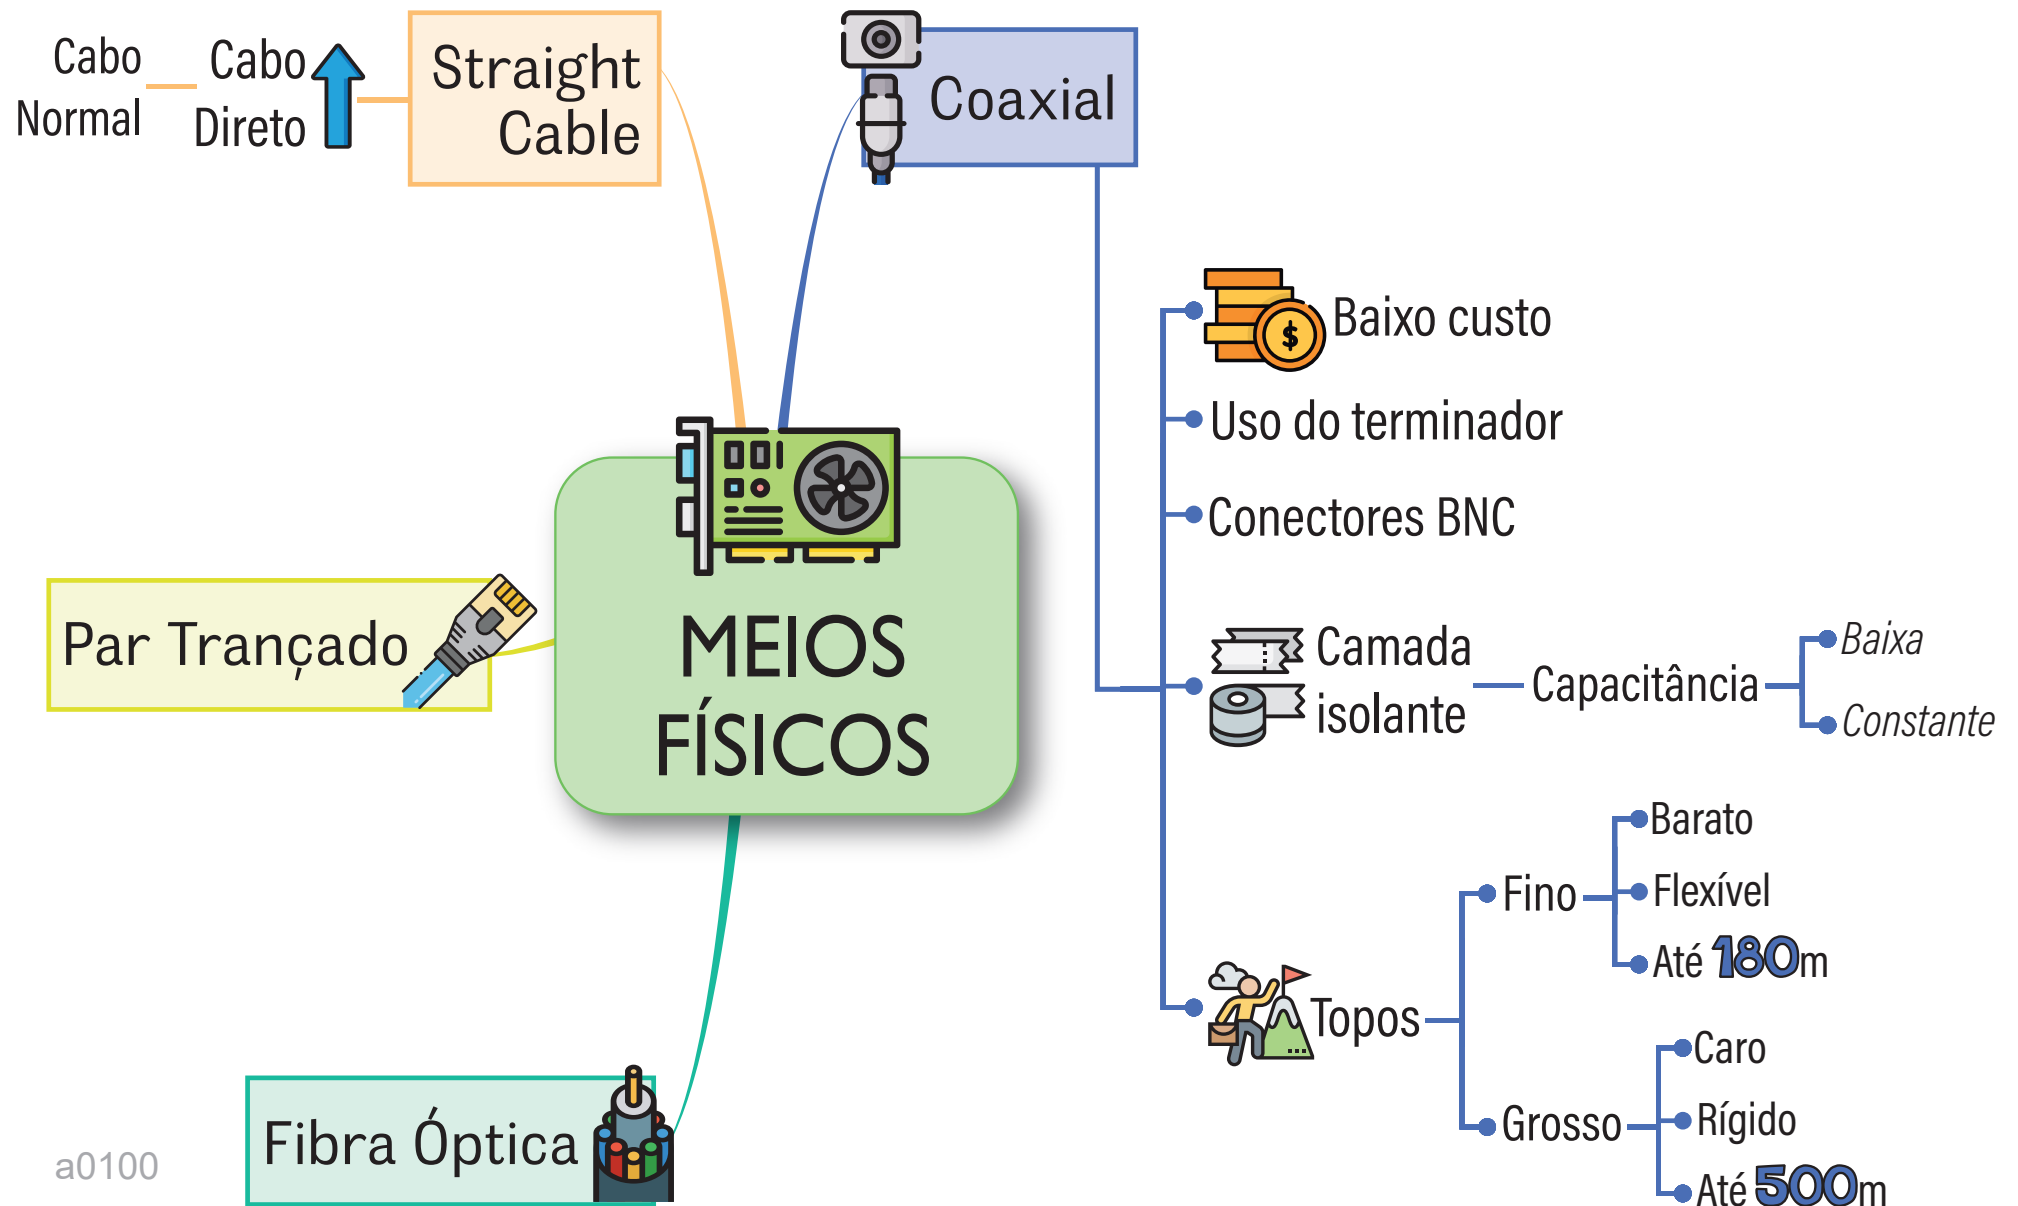 Cabo
Normal
Cabo
Direto
Straight
Cable
Coaxial
Baixo custo
Uso do terminador
Conectores BNC
Camada
isolante
Capacitância
Baixa
Constante
Topos
Fino
Barato
Flexível
Até 180m
Grosso
Caro
Rígido
Até 500m
MEIOS
FÍSICOS
Par Trançado
Fibra Óptica
a0100